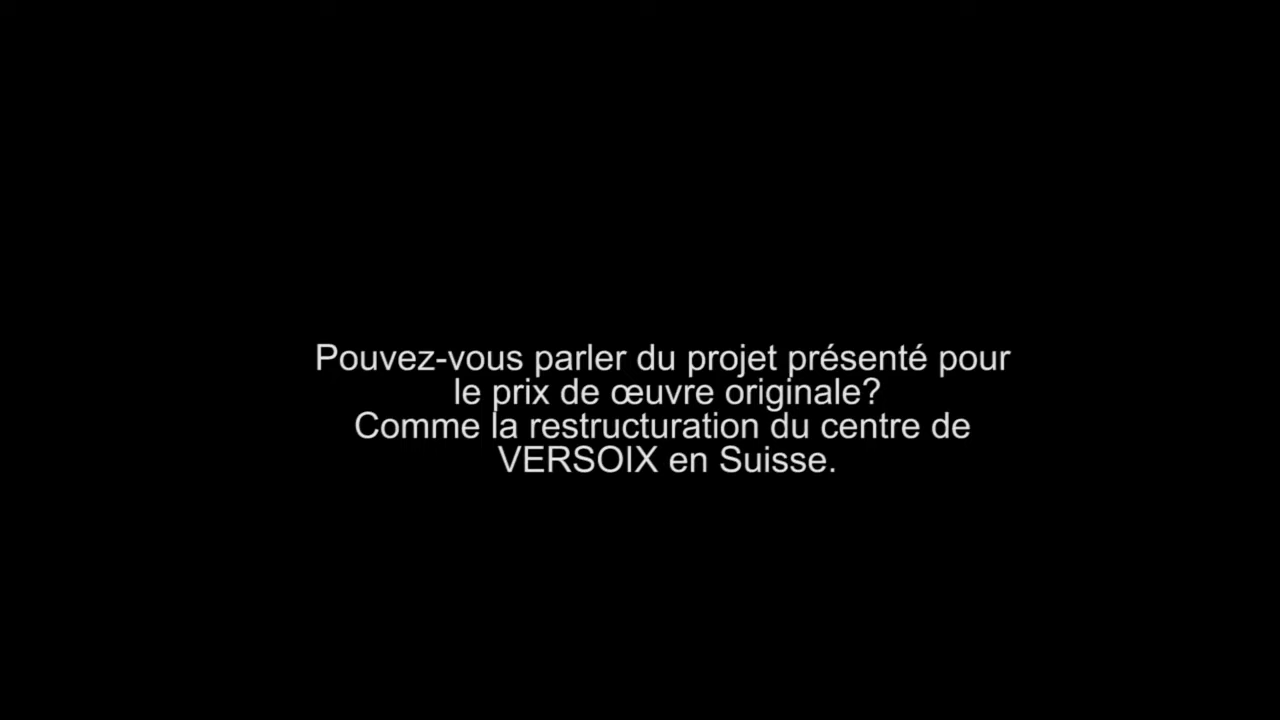 Pouvez-vous parler du projet présenté pour
le prix de œuvre originale?
Comme la restructuration du centre de
VERSOIX en Suisse.